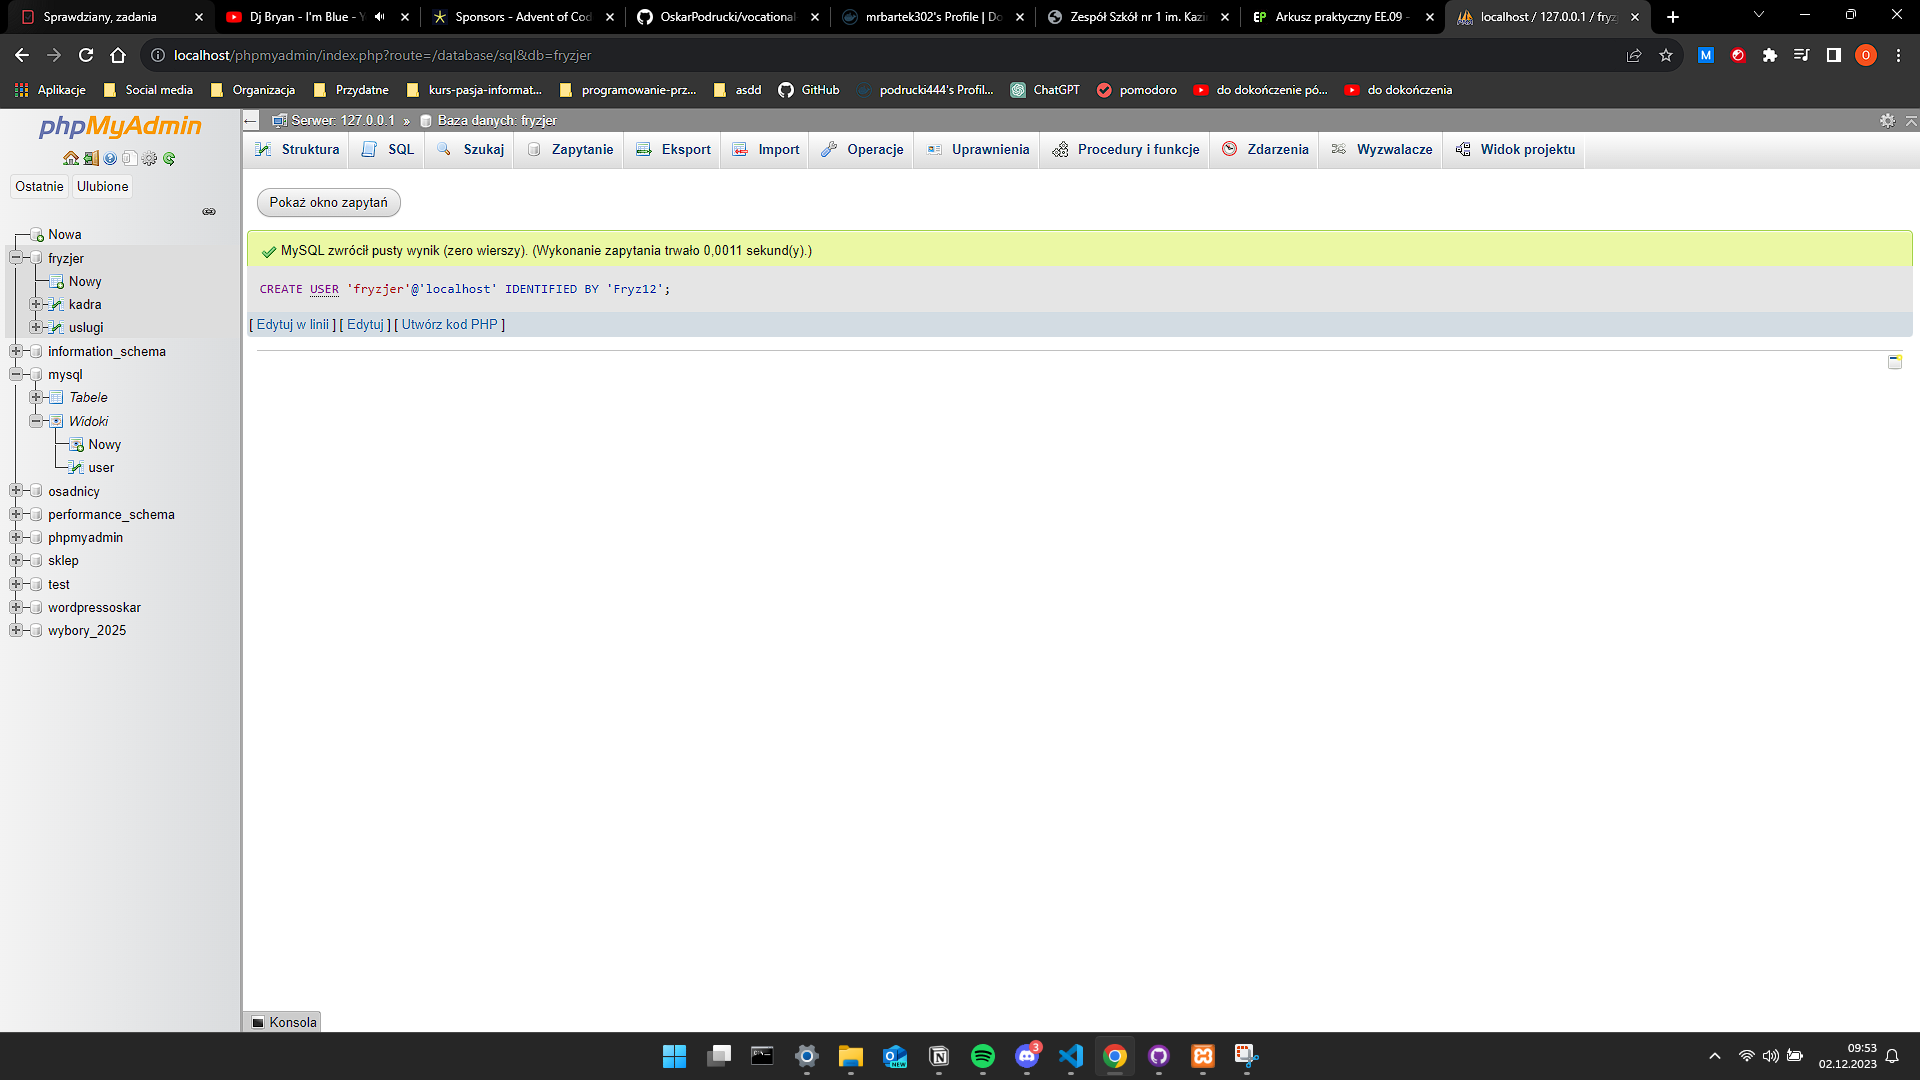 Sprawdziany, zadania
Dj Bryan - I'm Blue - Y
Sponsors - Advent of Cod
OskarPodrucki/vocational
mrbartek302's Profile | Do
Zespół Szkół nr 1 im. Kazi
EP Arkusz praktyczny EE.09 -
localhost / 127.0.0.1 / fryz
localhost/phpmyadmin/index.php?route=/database/sql&db=fryzjer
M
O
Aplikacje
Social media
Organizacja
Przydatne
kurs-pasja-informat...
programowanie-prz...
asdd
GitHub
podrucki444's Profil...
ChatGPT
pomodoro
do dokończenie pó...
do dokończenia
phpMyAdmin
Ostatnie
Ulubione
Nowa
fryzjer
Nowy
kadra
uslugi
information_schema
mysql
Tabele
Widoki
Nowy
user
osadnicy
performance_schema
phpmyadmin
sklep
test
wordpressoskar
wybory_2025
Serwer: 127.0.0.1 » Baza danych: fryzjer
Struktura
SQL
Szukaj
Zapytanie
Eksport
Import
Operacje
Uprawnienia
Procedury i funkcje
Zdarzenia
Wyzwalacze
Widok projektu
Pokaż okno zapytań
MySQL zwrócił pusty wynik (zero wierszy). (Wykonanie zapytania trwało 0,0011 sekund(y).)
CREATE USER 'fryzjer'@'localhost' IDENTIFIED BY 'Fryz12';
[ Edytuj w linii ] [ Edytuj ] [ Utwórz kod PHP ]
Konsola
NEW
3
09:53
02.12.2023